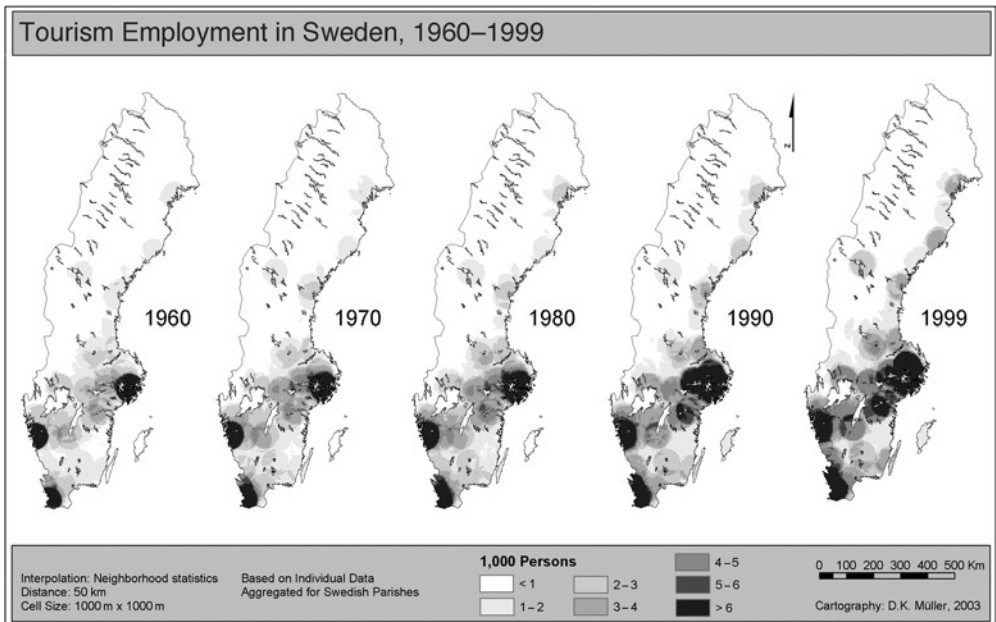 Tourism Employment in Sweden, 1960–1999
N
1960
1970
1980
1990
1999
Interpolation: Neighborhood statistics
Distance: 50 km
Cell Size: 1000 m x 1000 m
Based on Individual Data
Aggregated for Swedish Parishes
1,000 Persons
< 1
1 – 2
2 – 3
3 – 4
4 – 5
5 – 6
> 6
0 100 200 300 400 500 Km
Cartography: D.K. Müller, 2003